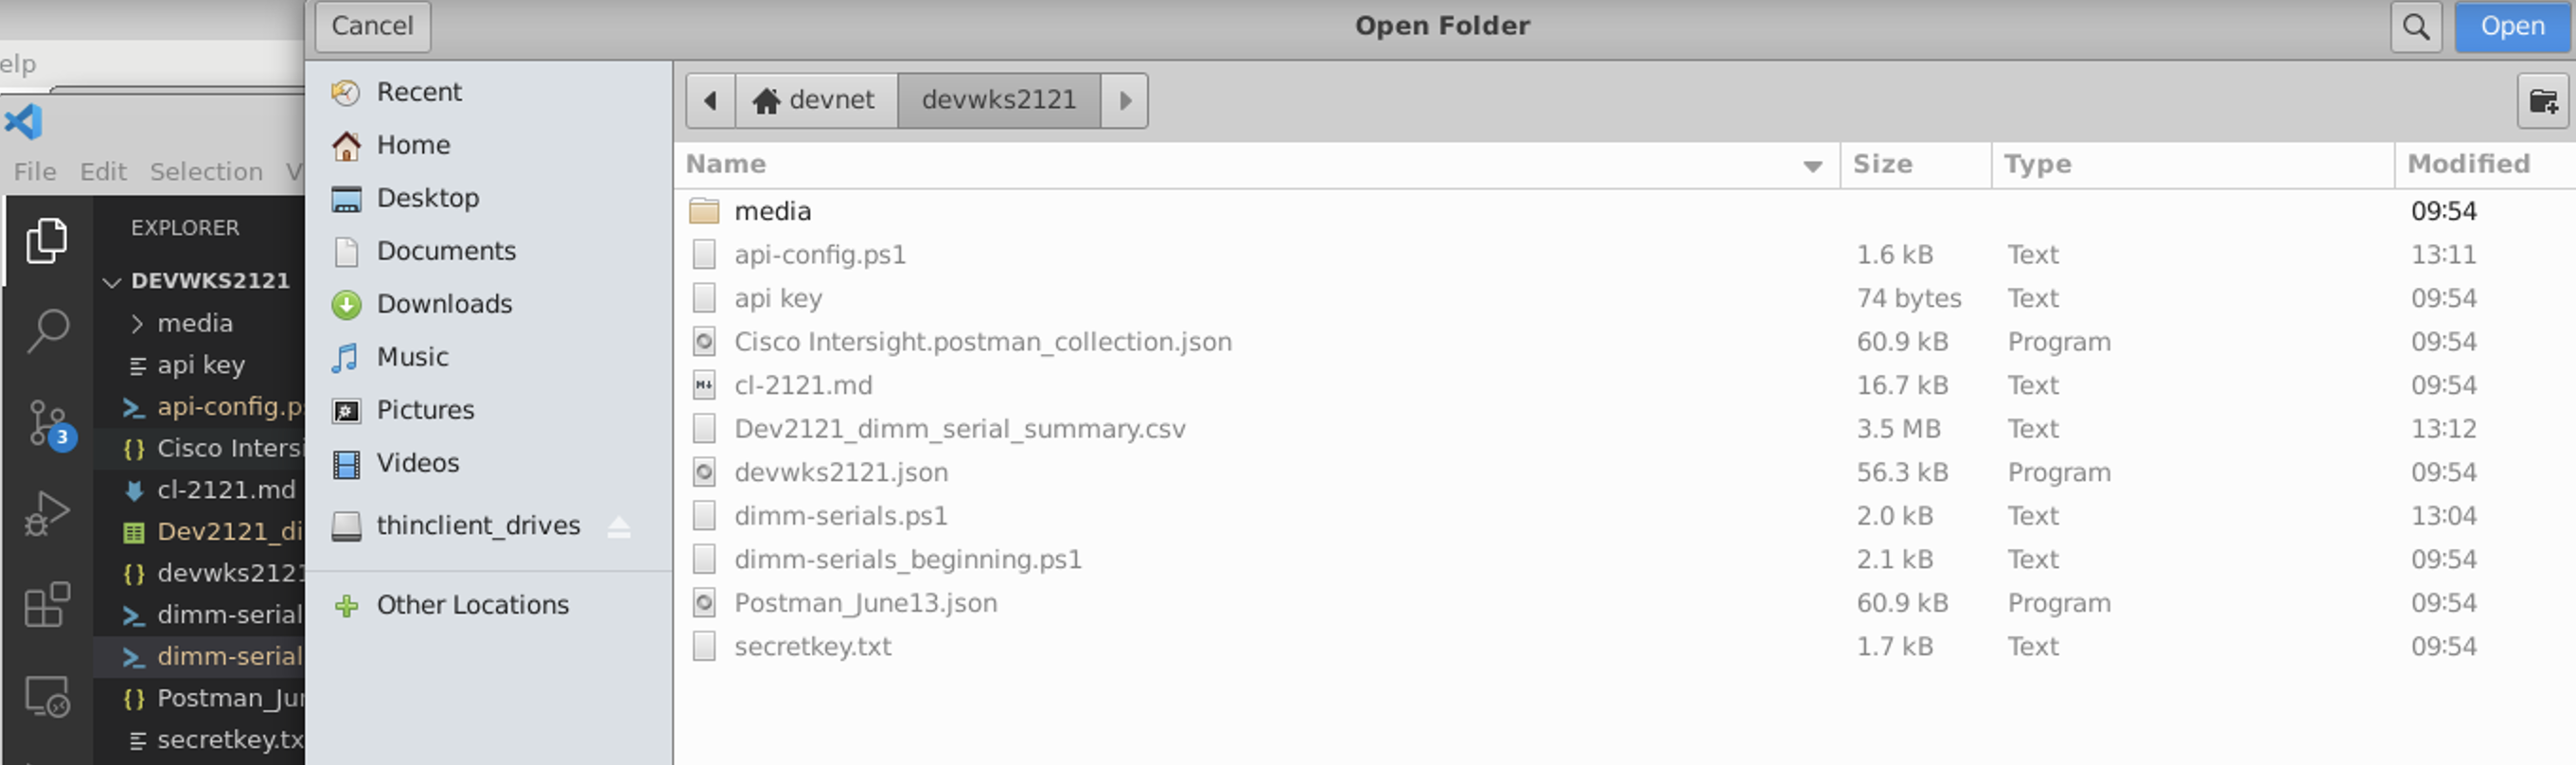 Cancel
Open Folder
Open
elp
File Edit Selection V
EXPLORER
DEVWKS2121
media
api key
api-config.p
Cisco Intersi
cl-2121.md
Dev2121_di
devwks2121
dimm-serial
dimm-serial
Postman_Jur
secretkey.tx
3
Recent
Home
Desktop
Documents
Downloads
Music
Pictures
Videos
thinclient_drives
Other Locations
devnet devwks2121
Name Size Type Modified
media 09:54
api-config.ps1 1.6 kB Text 13:11
api key 74 bytes Text 09:54
Cisco Intersight.postman_collection.json 60.9 kB Program 09:54
cl-2121.md 16.7 kB Text 09:54
Dev2121_dimm_serial_summary.csv 3.5 MB Text 13:12
devwks2121.json 56.3 kB Program 09:54
dimm-serials.ps1 2.0 kB Text 13:04
dimm-serials_beginning.ps1 2.1 kB Text 09:54
Postman_June13.json 60.9 kB Program 09:54
secretkey.txt 1.7 kB Text 09:54